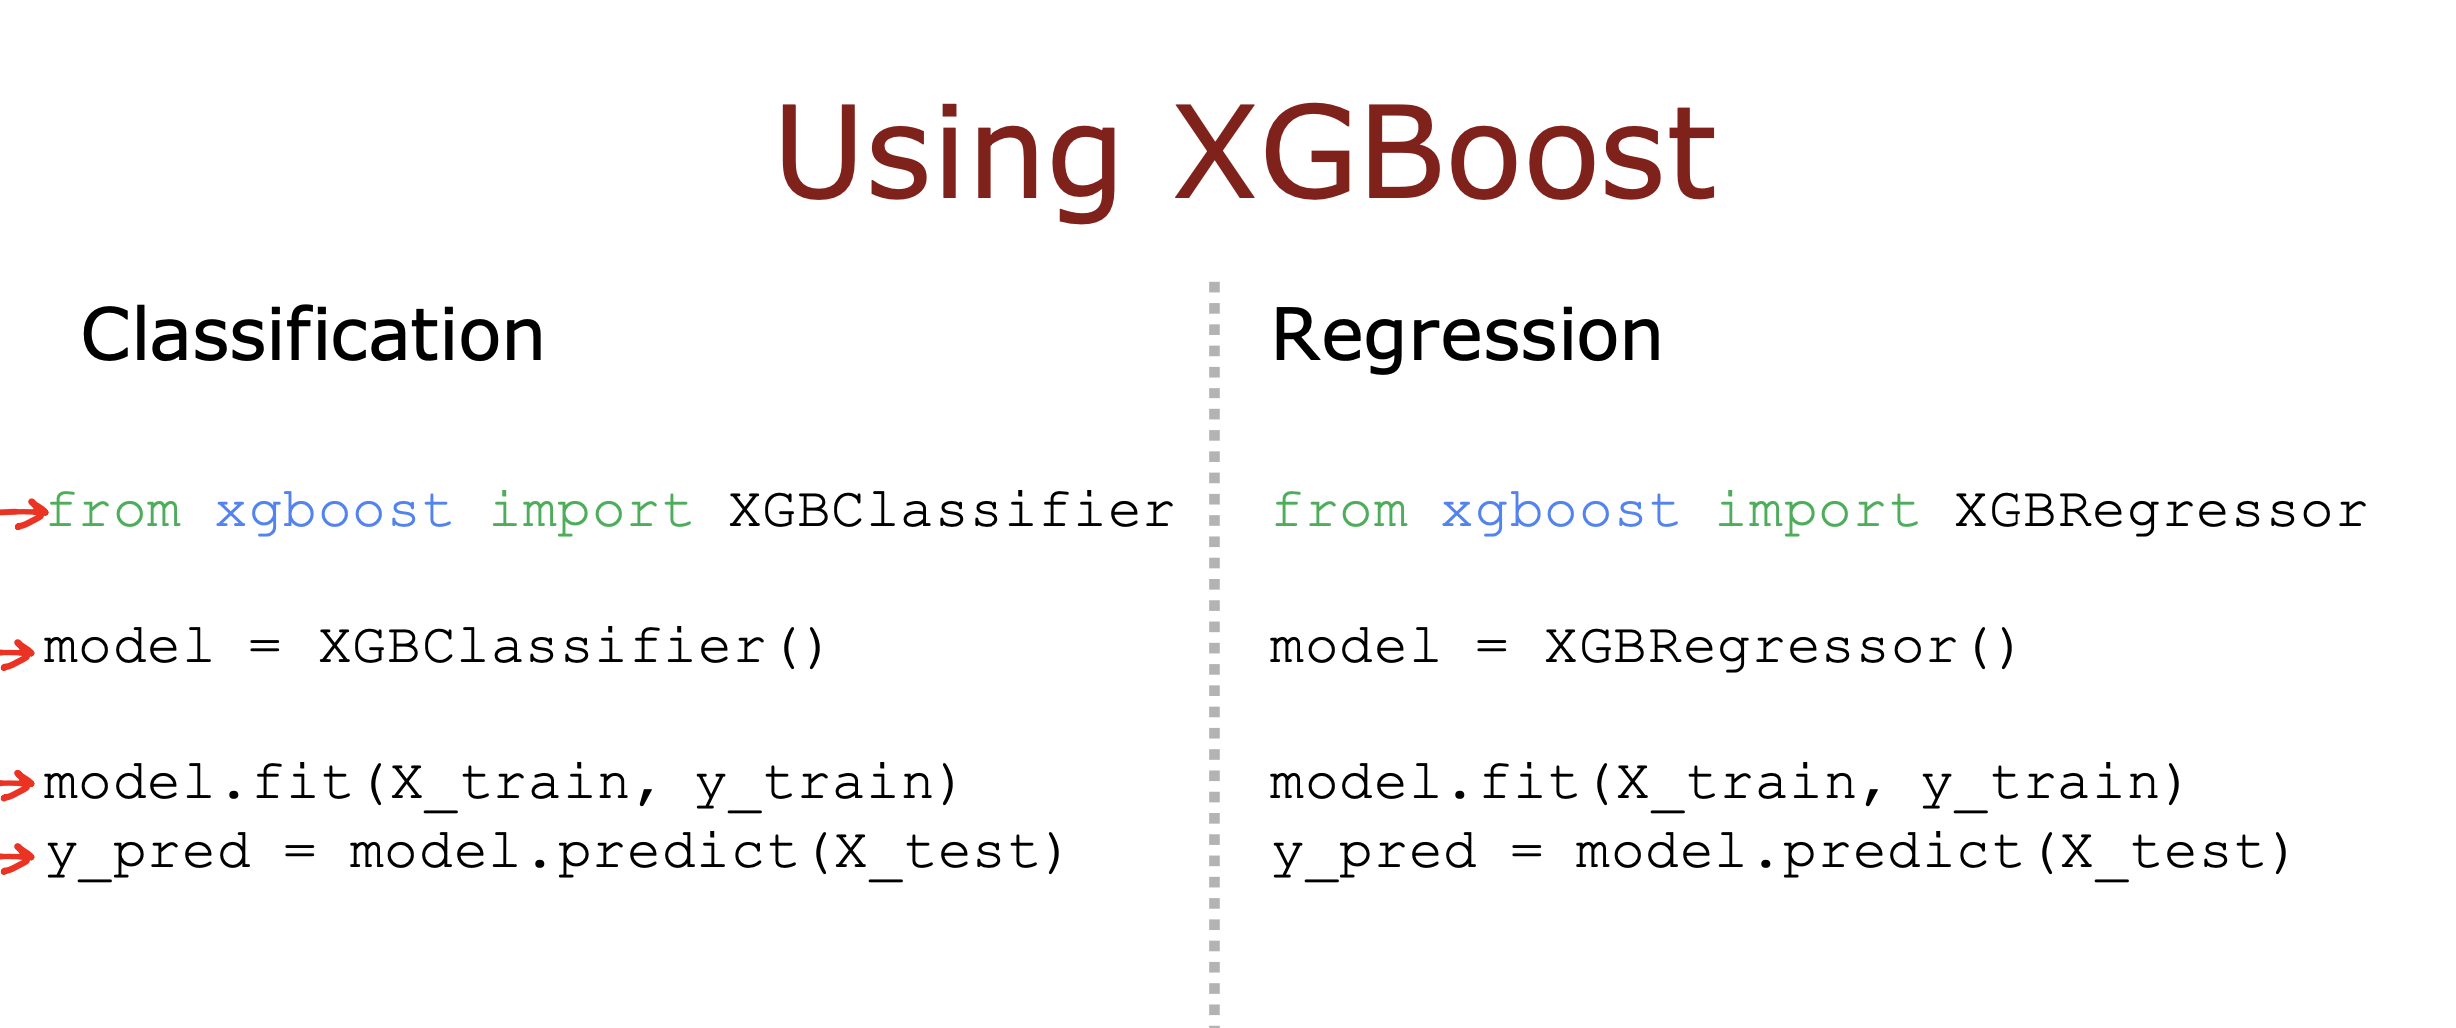 Using XGBoost
Classification
from xgboost import XGBClassifier
model = XGBClassifier()
model.fit(X_train, y_train)
y_pred = model.predict(X_test)
Regression
from xgboost import XGBRegressor
model = XGBRegressor()
model.fit(X_train, y_train)
y_pred = model.predict(X_test)